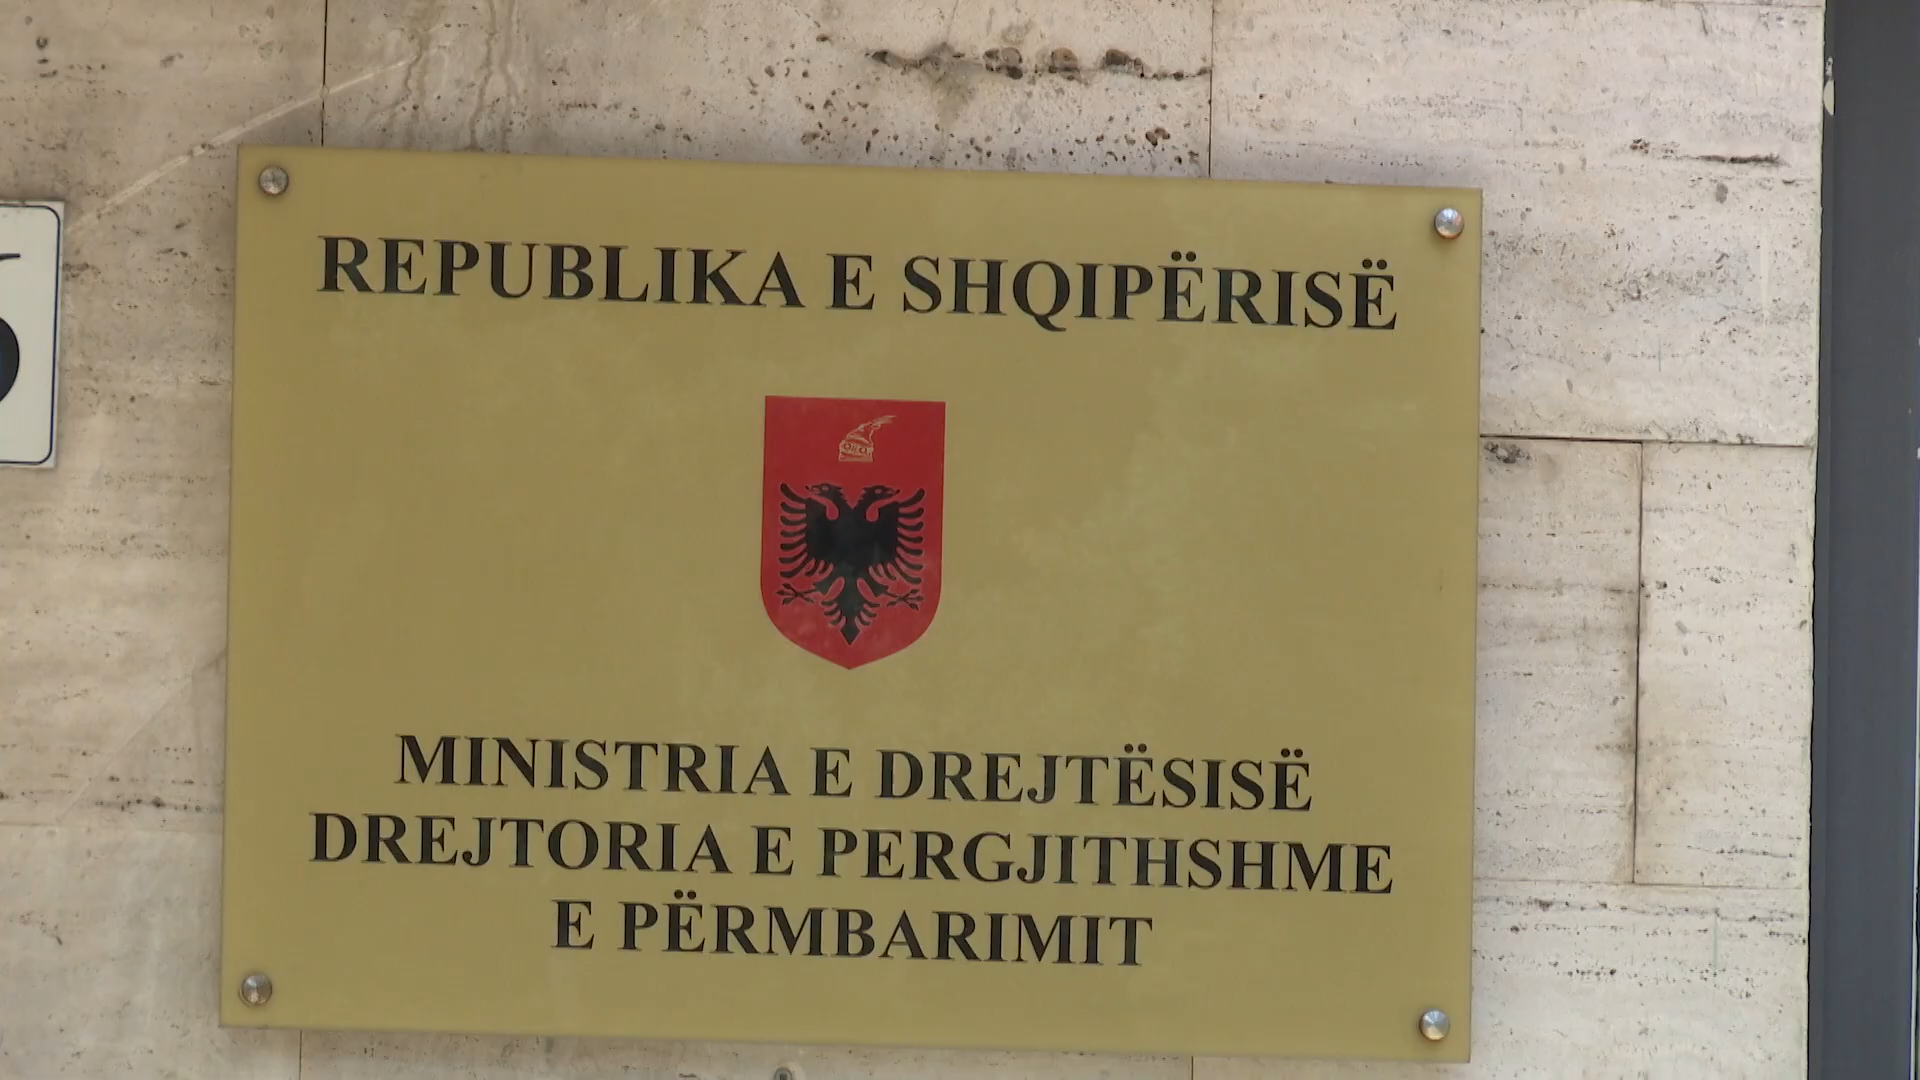 REPUBLIKA E SHQIPËRISË
MINISTRIA E DREJTËSISË
DREJTORIA E PERGJITHSHME
E PËRMBARIMIT